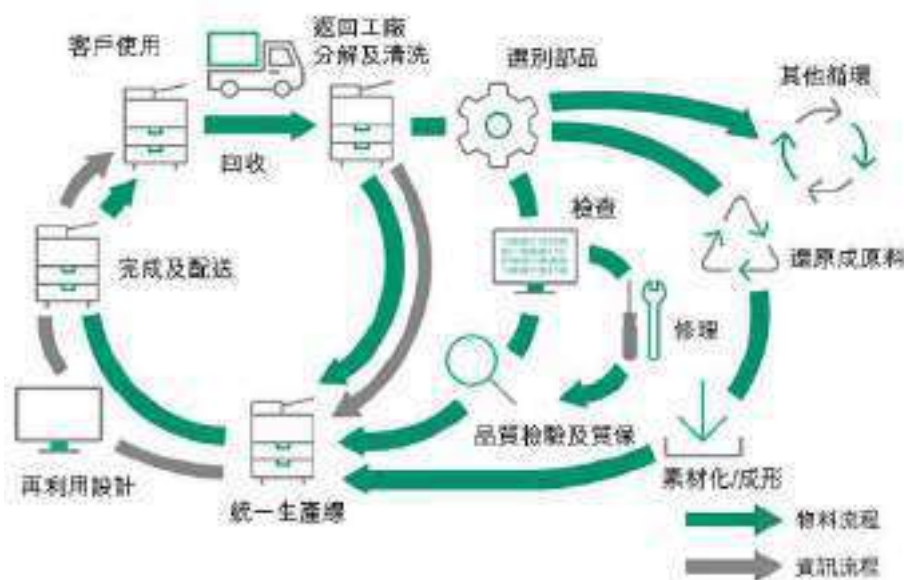 客戶使用
返回工廠
分解及清洗
選別部品
其他循環
回收
檢查
完成及配送
還原成原料
修理
品質檢驗及質保
再利用設計
統一生產線
素材化/成形
物料流程
資訊流程